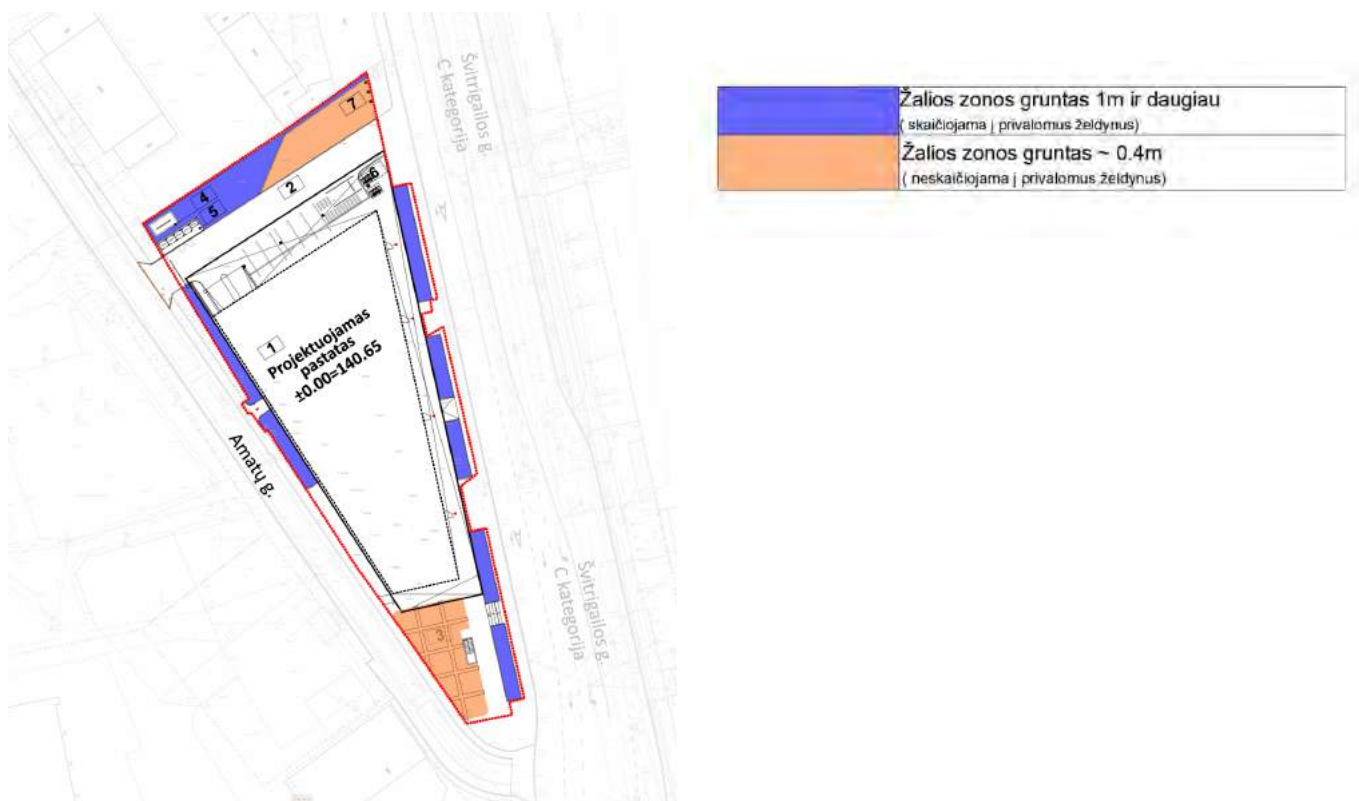 Švitrigailos g.
C kategorija
7
4
5
2
6
1
Projektuojamas
pastatas
±0.00=140.65
Amatų g.
3
Švitrigailos g.
C kategorija
Žalios zonos gruntas 1m ir daugiau
( skaičiojama į privalomus želdynus)
Žalios zonos gruntas ~ 0.4m
( neskaičiojama į privalomus želdynus)